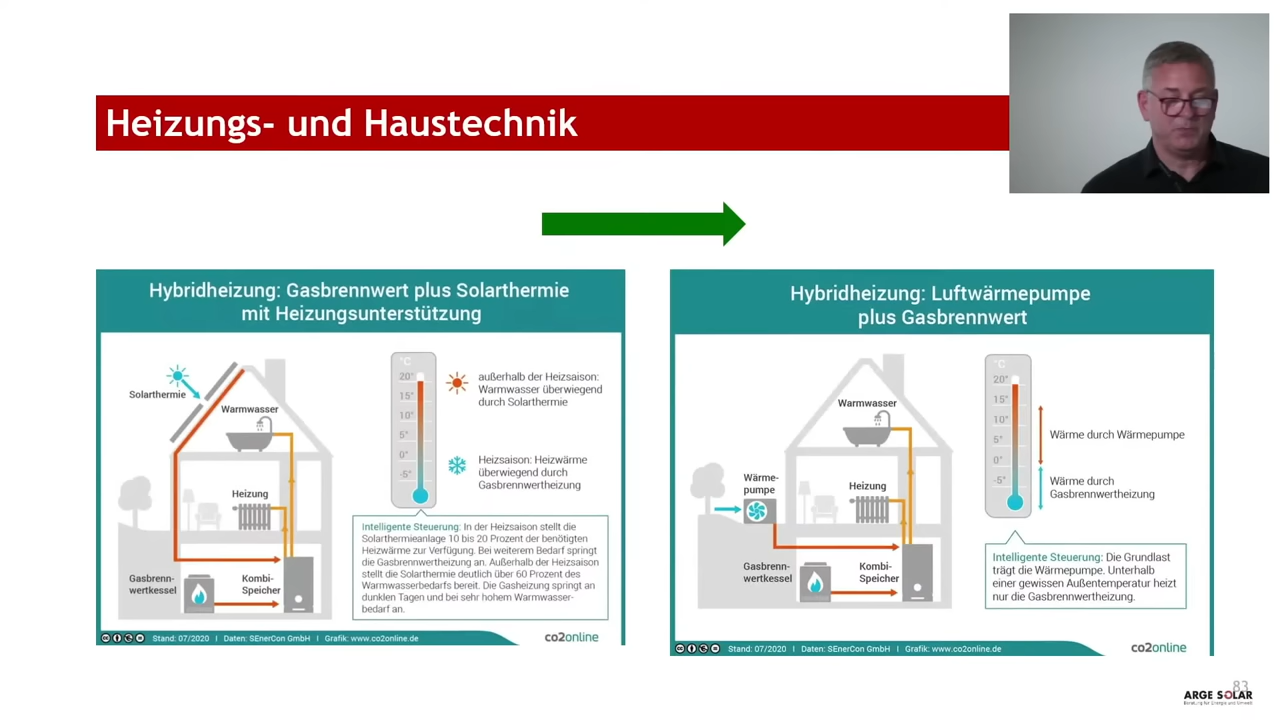 Heizungs- und Haustechnik
Hybridheizung: Gasbrennwert plus Solarthermie
mit Heizungsunterstützung
Solarthermie
Warmwasser
Heizung
Gasbrenn-
wertkessel
Kombi-
Speicher
°C
20°
15°
10°
5°
0°
-5°
außerhalb der Heizsaison:
Warmwasser überwiegend
durch Solarthermie
Heizsaison: Heizwärme
überwiegend durch
Gasbrennwertheizung
Intelligente Steuerung: In der Heizsaison stellt die
Solarthermieanlage 10 bis 20 Prozent der benötigten
Heizwärme zur Verfügung. Bei weiterem Bedarf springt
die Gasbrennwertheizung an. Außerhalb der Heizsaison
stellt die Solarthermie deutlich über 60 Prozent des
Warmwasserbedarfs bereit. Die Gasheizung springt an
dunklen Tagen und bei sehr hohem Warmwasser-
bedarf an.
Stand: 07/2020 I Daten: SEnerCon GmbH I Grafik: www.co2online.de
co2online
Hybridheizung: Luftwärmepumpe
plus Gasbrennwert
Warmwasser
Wärme-
pumpe
Heizung
Gasbrenn-
wertkessel
Kombi-
Speicher
°C
20°
15°
10°
5°
0°
-5°
Wärme durch Wärmepumpe
Wärme durch
Gasbrennwertheizung
Intelligente Steuerung: Die Grundlast
trägt die Wärmepumpe. Unterhalb
einer gewissen Außentemperatur heizt
nur die Gasbrennwertheizung.
Stand: 07/2020 I Daten: SEnerCon GmbH I Grafik: www.co2online.de
co2online
83
ARGE SOLAR
Beratung für Energie und Umwelt